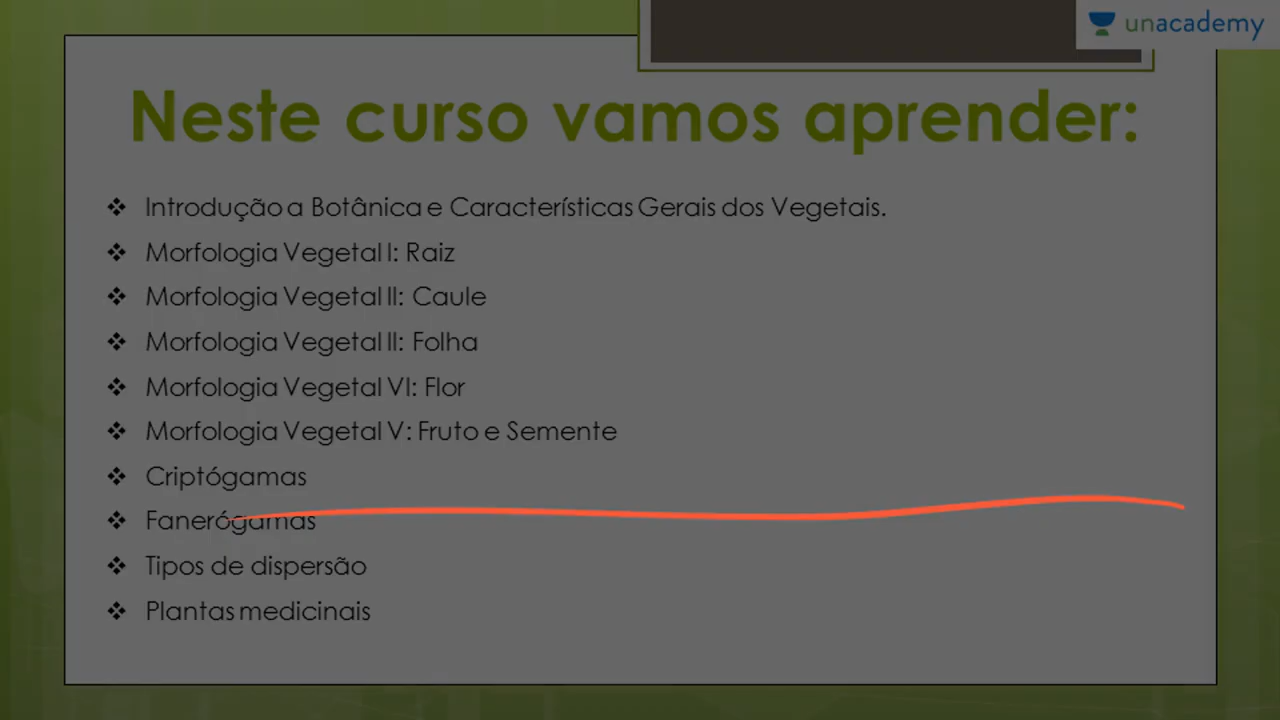 unacademy
Neste curso vamos aprender:
❖ Introdução a Botânica e Características Gerais dos Vegetais.
❖ Morfologia Vegetal I: Raiz
❖ Morfologia Vegetal II: Caule
❖ Morfologia Vegetal II: Folha
❖ Morfologia Vegetal VI: Flor
❖ Morfologia Vegetal V: Fruto e Semente
❖ Criptógamas
❖ Fanerógamas
❖ Tipos de dispersão
❖ Plantas medicinais